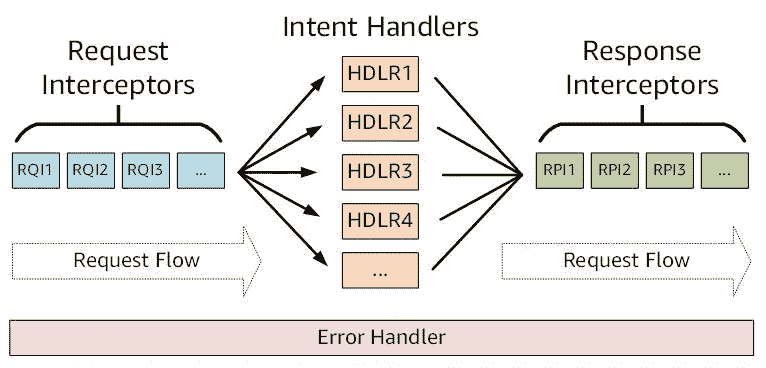 Request
Interceptors
Intent Handlers
Response
Interceptors
RQI1
RQI2
RQI3
...
HDLR1
HDLR2
HDLR3
HDLR4
...
RPI1
RPI2
RPI3
...
Request Flow
Request Flow
Error Handler